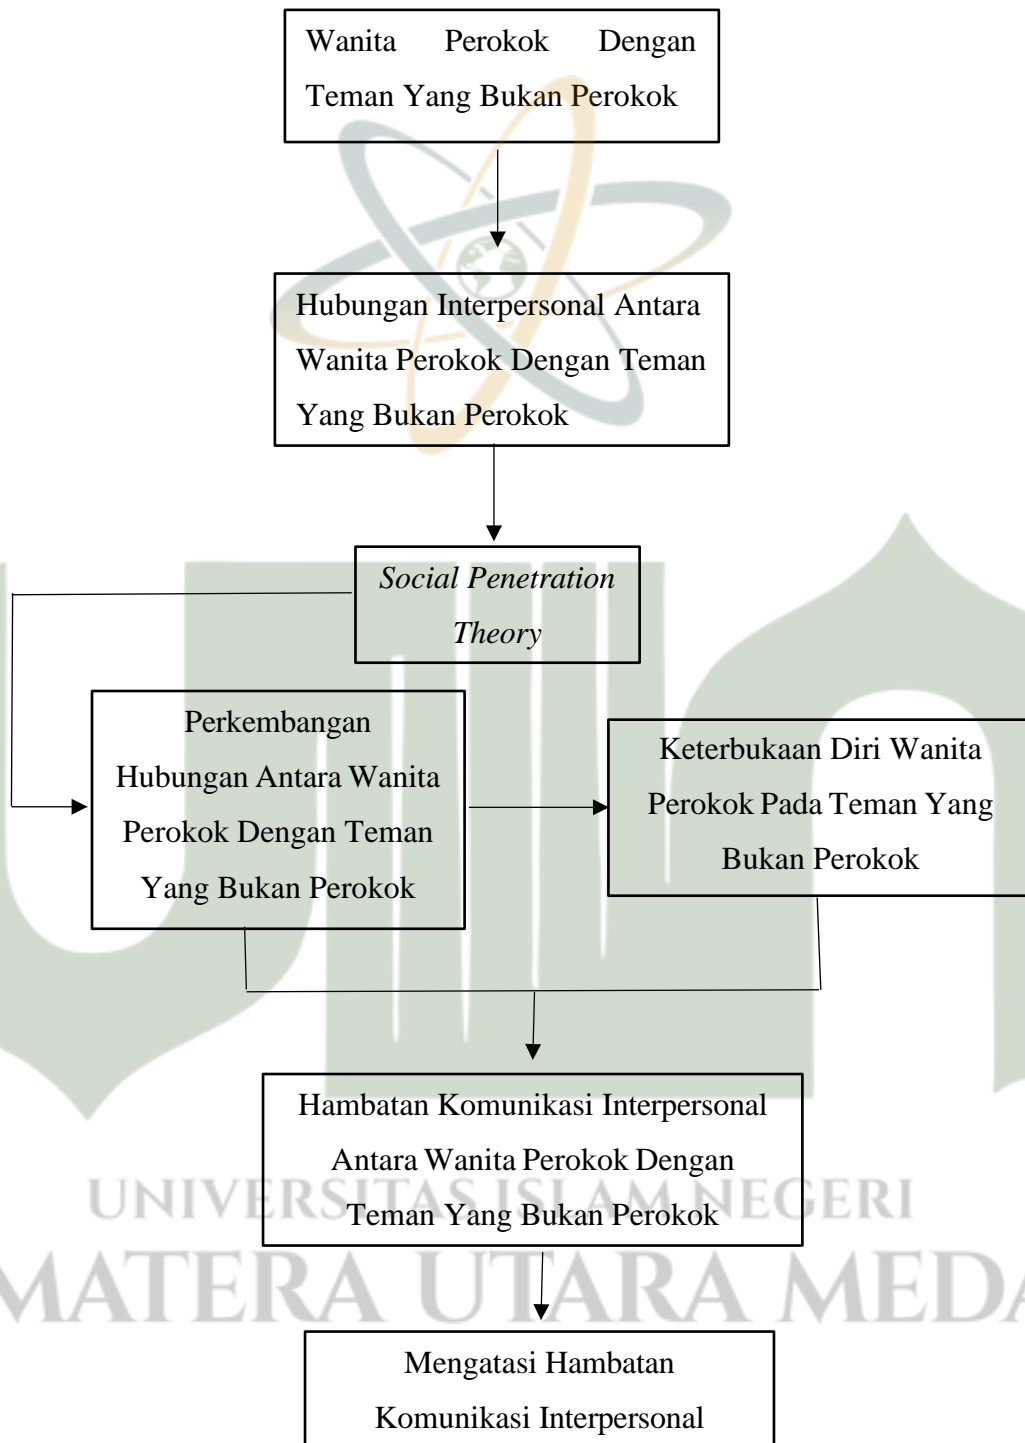 Wanita Perokok Dengan
Teman Yang Bukan Perokok
Hubungan Interpersonal Antara
Wanita Perokok Dengan Teman
Yang Bukan Perokok
Social Penetration
Theory
Perkembangan
Hubungan Antara Wanita
Perokok Dengan Teman
Yang Bukan Perokok
Keterbukaan Diri Wanita
Perokok Pada Teman Yang
Bukan Perokok
Hambatan Komunikasi Interpersonal
Antara Wanita Perokok Dengan
Teman Yang Bukan Perokok
UNIVERSITAS ISLAM NEGERI
MATERA UTARA MEDA
Mengatasi Hambatan
Komunikasi Interpersonal